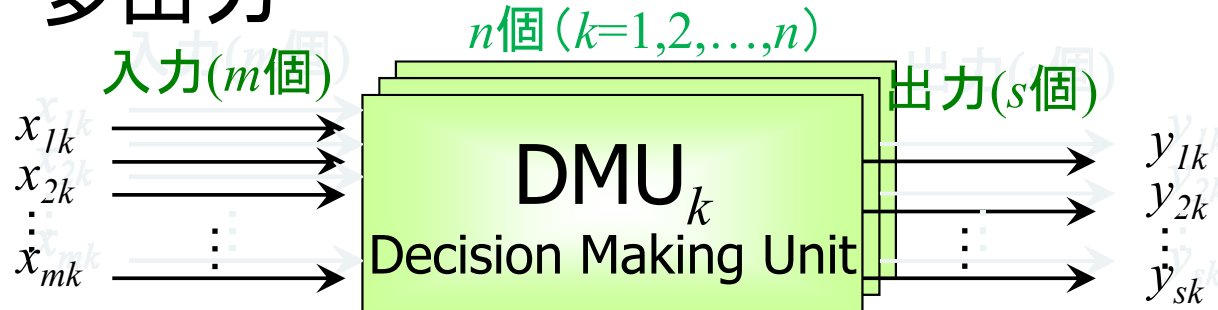 多出力
n個（k=1,2,…,n）
入力(m個)
出力(s個)
x1k
x2k
⋮
xmk
⋮
DMUk
Decision Making Unit
y1k
y2k
⋮
ysk
⋮